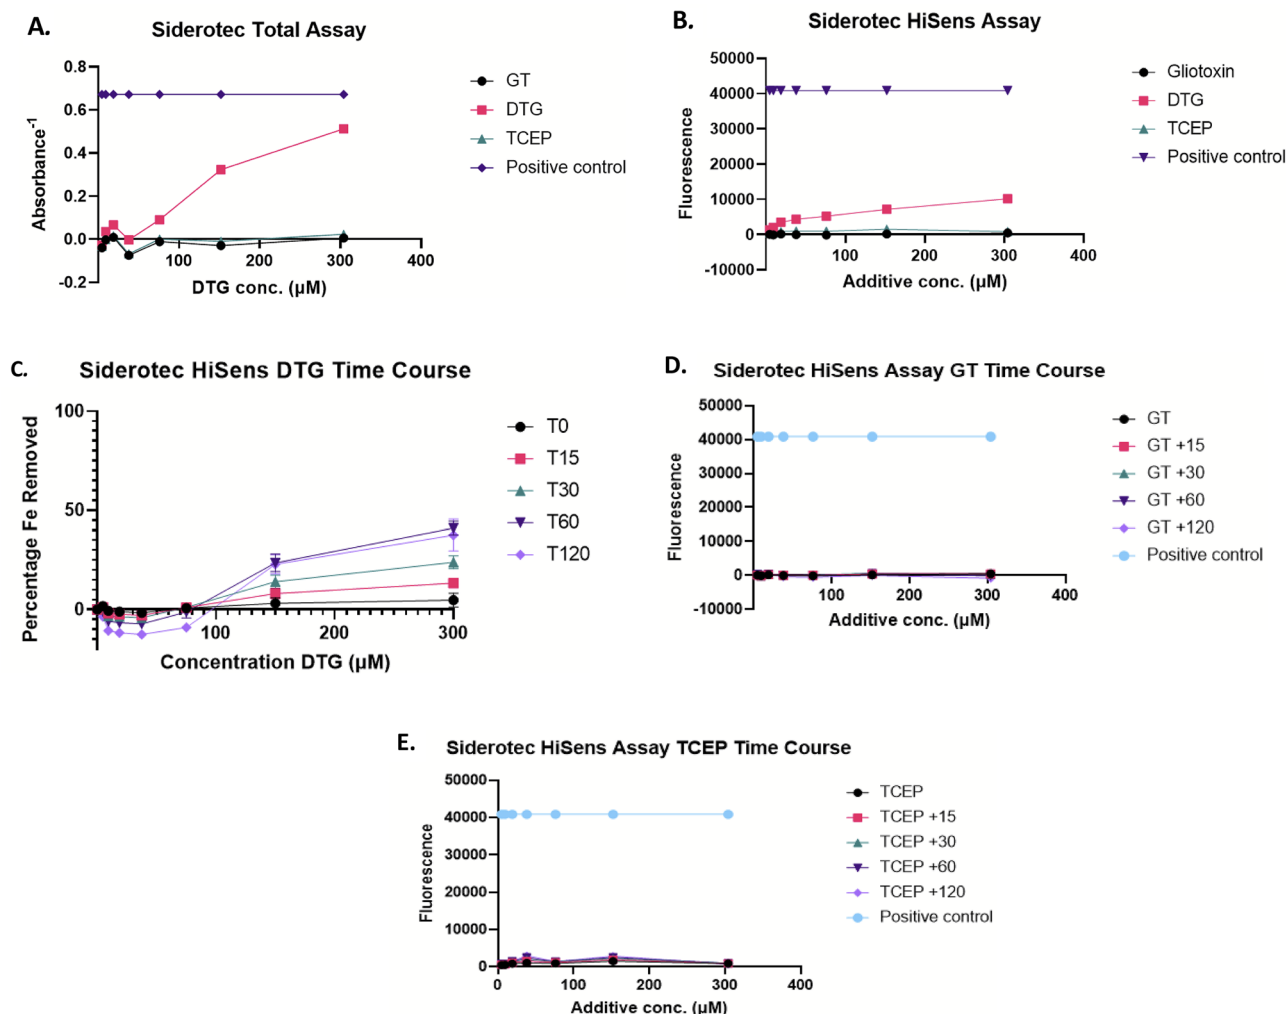 A.
Siderotec Total Assay
0.8
0.6
0.4
0.2
0.0
-0.2
Absorbance⁻¹
100
200
300
400
DTG conc. (µM)
GT
DTG
TCEP
Positive control
B.
Siderotec HiSens Assay
50000
40000
30000
20000
10000
0
-10000
Fluorescence
100
200
300
400
Additive conc. (µM)
Gliotoxin
DTG
TCEP
Positive control
C.
Siderotec HiSens DTG Time Course
100
50
0
Percentage Fe Removed
100
200
300
Concentration DTG (µM)
T0
T15
T30
T60
T120
D.
Siderotec HiSens Assay GT Time Course
50000
40000
30000
20000
10000
0
-10000
Fluorescence
100
200
300
400
Additive conc. (µM)
GT
GT +15
GT +30
GT +60
GT +120
Positive control
E.
Siderotec HiSens Assay TCEP Time Course
50000
40000
30000
20000
10000
0
Fluorescence
0
100
200
300
400
Additive conc. (µM)
TCEP
TCEP +15
TCEP +30
TCEP +60
TCEP +120
Positive control